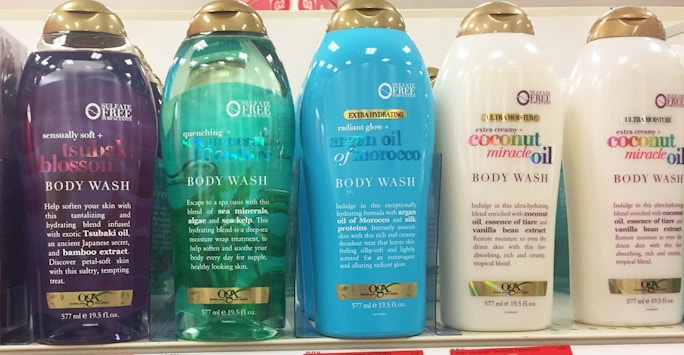 SULFATE
FREE
SURFACTANTS
sensually soft +
tsubaki
blossom
BODY WASH
Help soften your skin with
this tantalizing and
hydrating blend infused
with exotic Tsubaki oil,
an ancient Japanese secret,
and bamboo extract.
Discover petal-soft skin
with this sultry, tempting
treat.
ogx
577 ml e 19.5 fl oz.
SULFATE
FREE
SURFACTANTS
quenching +
sea mineral
moisture
BODY WASH
Escape to a spa oasis with this
blend of sea minerals,
algae and sea kelp. This
hydrating blend is a deep-sea
moisture wrap treatment, to
help soften and soothe your
body every day for supple,
healthy looking skin.
ogx
577 ml e 19.5 fl oz.
SULFATE
FREE
SURFACTANTS
EXTRA HYDRATING
radiant glow +
argan oil
of morocco
BODY WASH
Indulge in this exceptionally
hydrating formula with argan
oil of Morocco and silk
proteins. Intensely nourish
skin with this rich and creamy
decadent treat that leaves skin
feeling silky-soft and lightly
scented for an extravagant
and alluring radiant glow.
ogx
577 ml e 19.5 fl oz.
SULFATE
FREE
SURFACTANTS
ULTRA MOISTURE
extra creamy +
coconut
miracle oil
BODY WASH
Indulge in this ultra-hydrating
blend enriched with coconut
oil, essence of tiare and
vanilla bean extract.
Restore moisture to even the
driest skin with this fast
absorbing, rich and creamy,
tropical blend.
ogx
577 ml e 19.5 fl oz.
SULFATE
FREE
ULTRA MOISTURE
extra creamy +
coconut
miracle oil
BODY WASH
Indulge in this ultra-hydrating
blend enriched with coconut
oil, essence of tiare and
vanilla bean extract.
Restore moisture to even the
driest skin with this fast
absorbing, rich and creamy,
tropical blend.
ogx
577 ml e 19.5 fl oz.